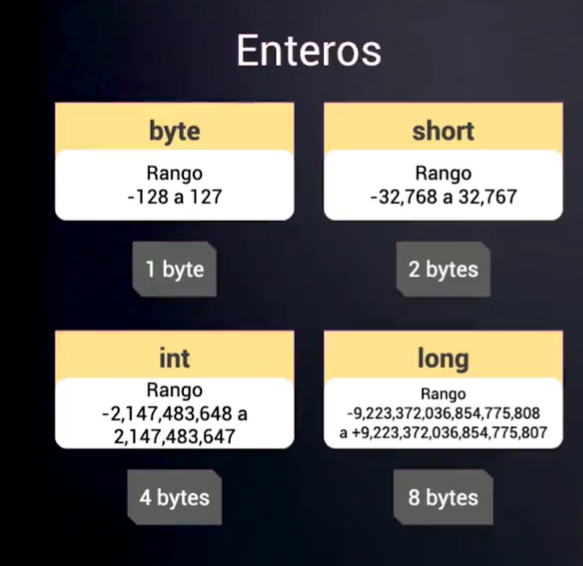 Enteros
byte
Rango
-128 a 127
1 byte
short
Rango
-32,768 a 32,767
2 bytes
int
Rango
-2,147,483,648 a
2,147,483,647
4 bytes
long
Rango
-9,223,372,036,854,775,808
a +9,223,372,036,854,775,807
8 bytes